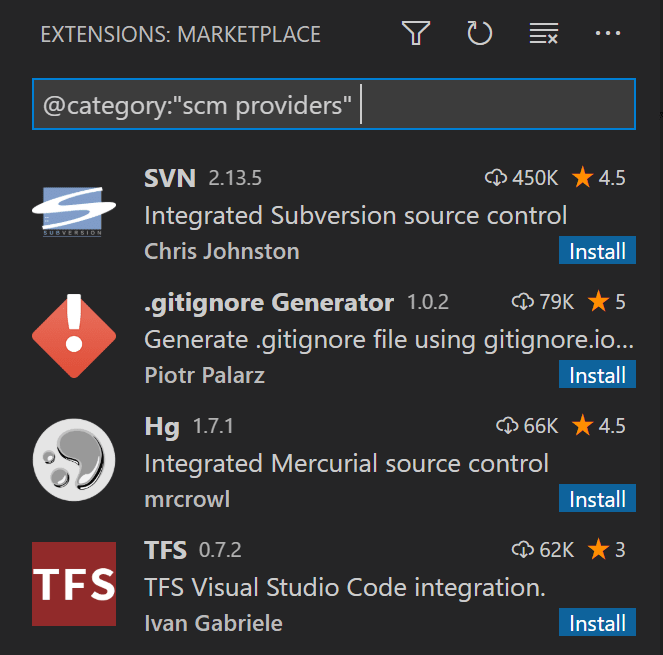 EXTENSIONS: MARKETPLACE
@category:"scm providers"
SVN 2.13.5 450K 4.5
Integrated Subversion source control
Chris Johnston Install
SUBVERSION
.gitignore Generator 1.0.2 79K 5
Generate .gitignore file using gitignore.io...
Piotr Palarz Install
Hg 1.7.1 66K 4.5
Integrated Mercurial source control
mrcrowl Install
TFS 0.7.2 62K 3
TFS
TFS Visual Studio Code integration.
Ivan Gabriele Install